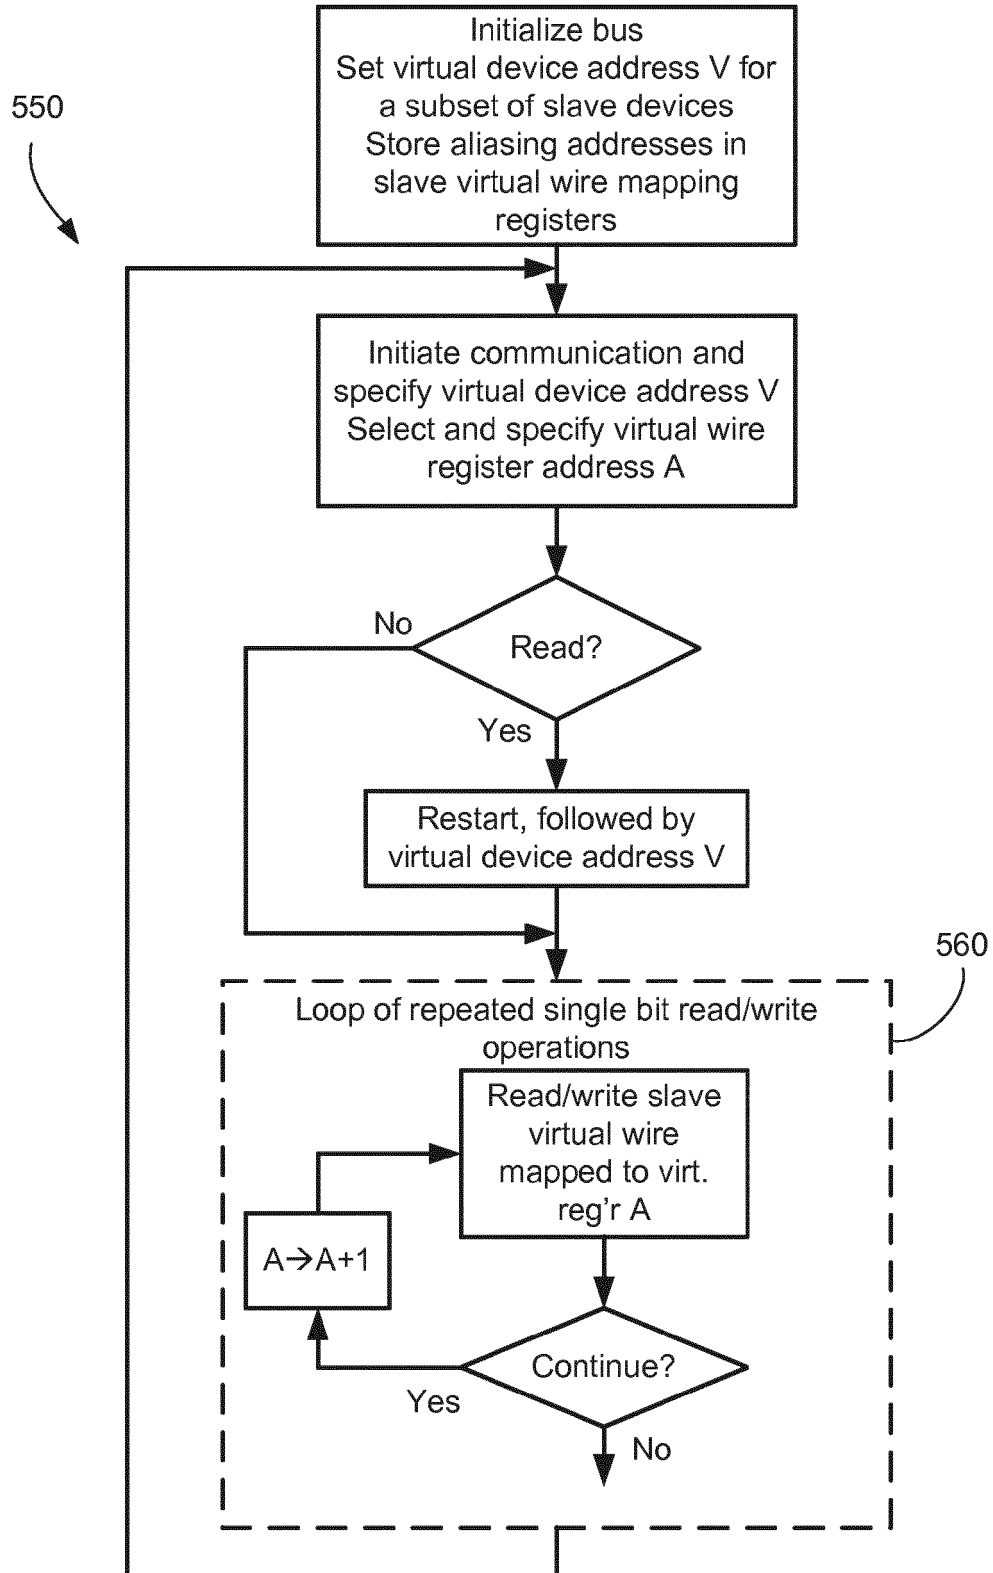 Initialize bus
Set virtual device address V for
a subset of slave devices
Store aliasing addresses in
slave virtual wire mapping
registers
550
Initiate communication and
specify virtual device address V
Select and specify virtual wire
register address A
No
Read?
Yes
Restart, followed by
virtual device address V
560
Loop of repeated single bit read/write
operations
Read/write slave
virtual wire
mapped to virt.
reg'r A
A→A+1
Continue?
Yes
No